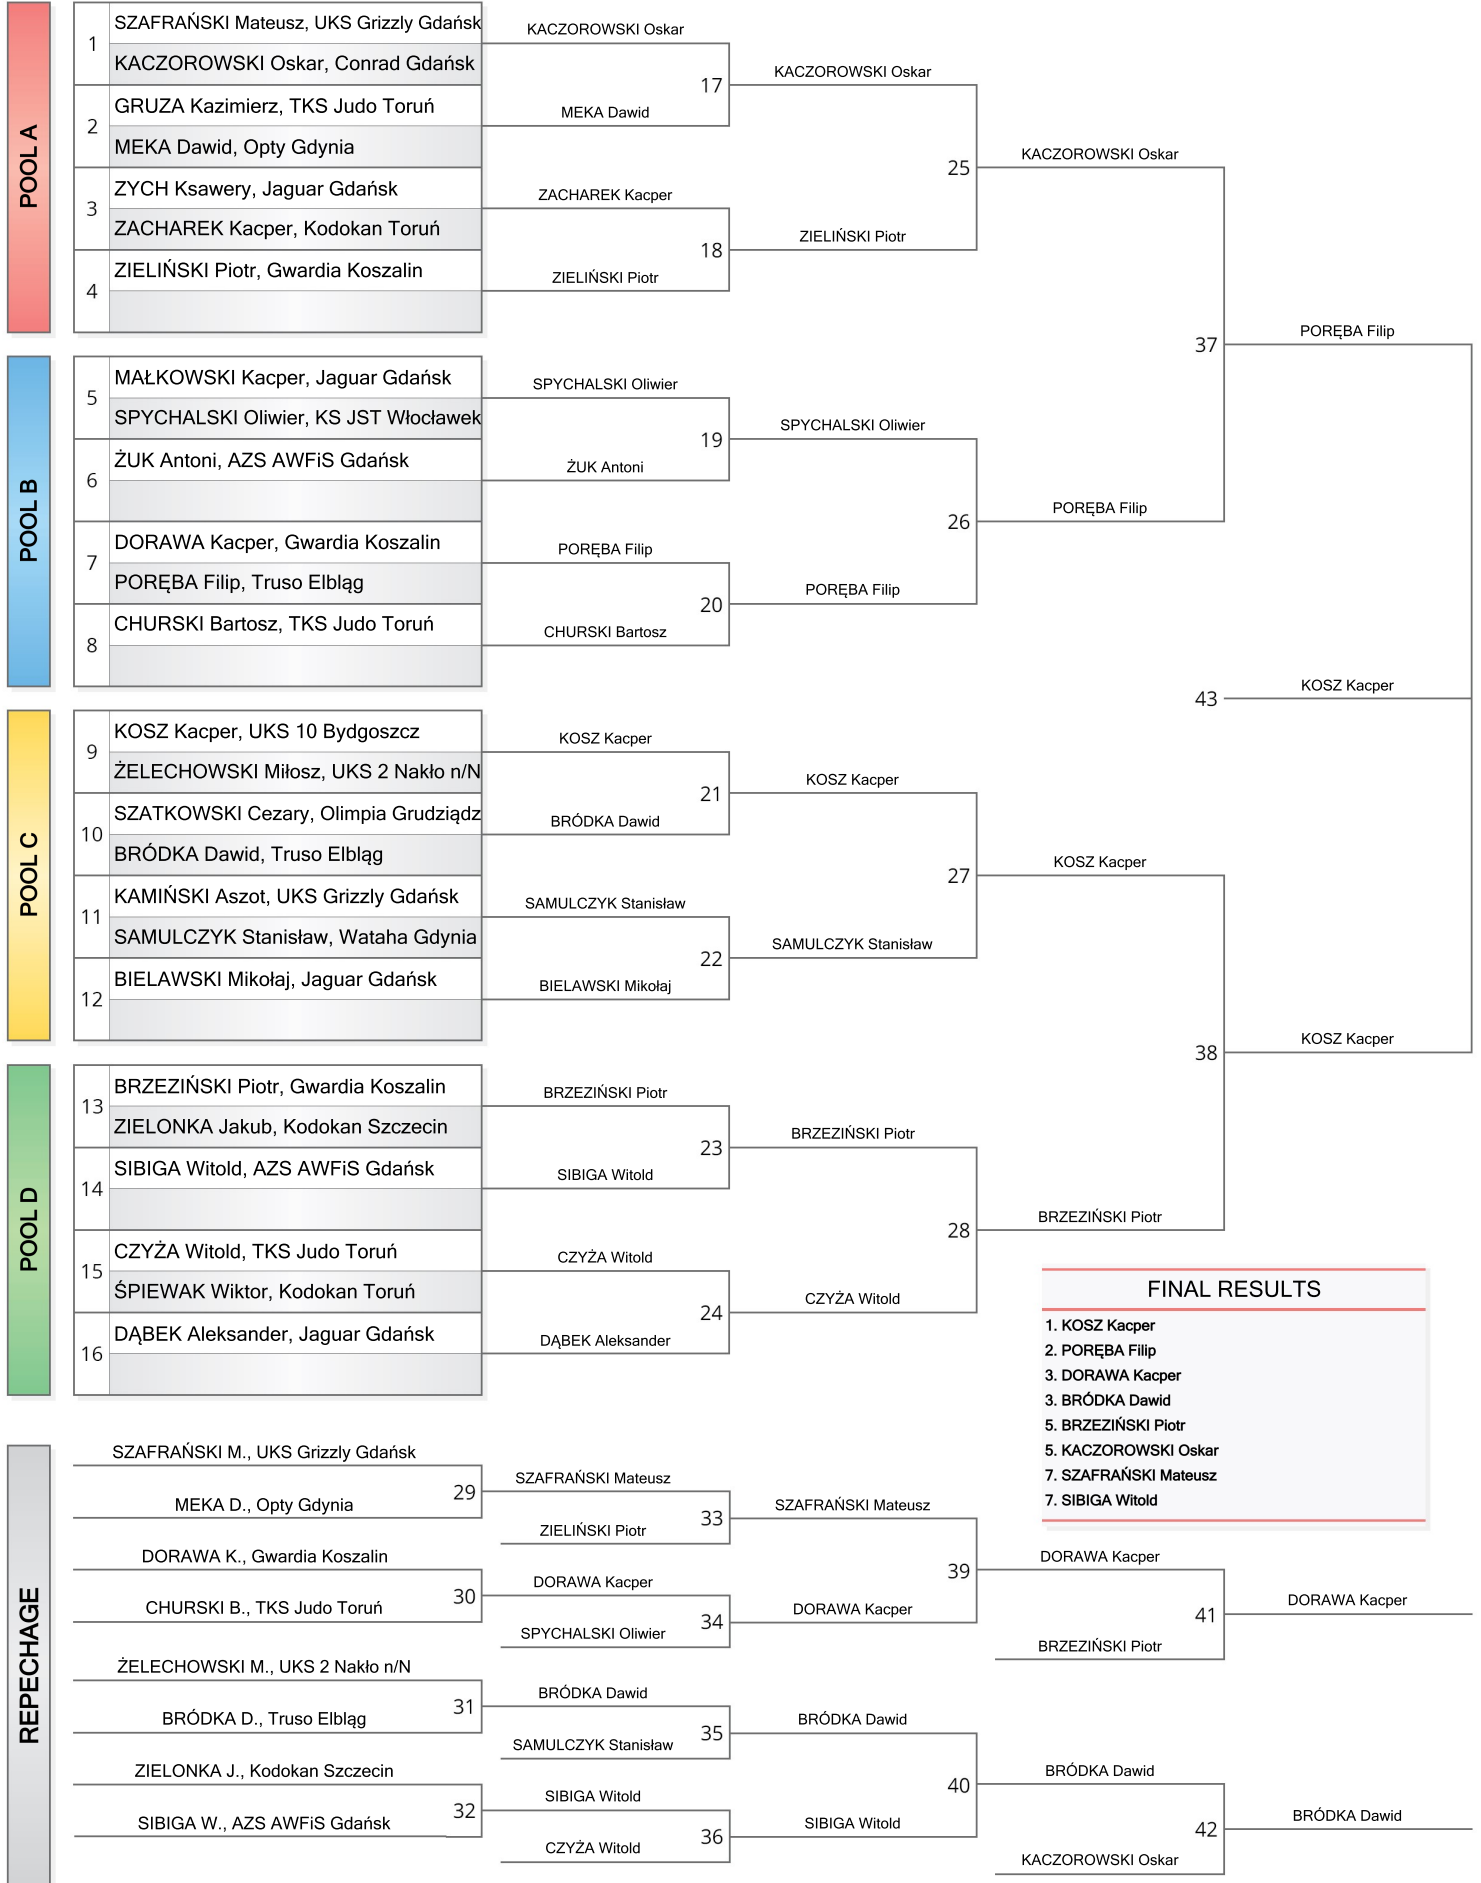 POOL A
1
SZAFRAŃSKI Mateusz, UKS Grizzly Gdańsk
KACZOROWSKI Oskar, Conrad Gdańsk
2
GRUZA Kazimierz, TKS Judo Toruń
MEKA Dawid, Opty Gdynia
3
ZYCH Ksawery, Jaguar Gdańsk
ZACHAREK Kacper, Kodokan Toruń
4
ZIELIŃSKI Piotr, Gwardia Koszalin
POOL B
5
MAŁKOWSKI Kacper, Jaguar Gdańsk
SPYCHALSKI Oliwier, KS JST Włocławek
6
ŻUK Antoni, AZS AWFiS Gdańsk
7
DORAWA Kacper, Gwardia Koszalin
PORĘBA Filip, Truso Elbląg
8
CHURSKI Bartosz, TKS Judo Toruń
POOL C
9
KOSZ Kacper, UKS 10 Bydgoszcz
ŻELECHOWSKI Miłosz, UKS 2 Nakło n/N
10
SZATKOWSKI Cezary, Olimpia Grudziądz
BRÓDKA Dawid, Truso Elbląg
11
KAMIŃSKI Aszot, UKS Grizzly Gdańsk
SAMULCZYK Stanisław, Wataha Gdynia
12
BIELAWSKI Mikołaj, Jaguar Gdańsk
POOL D
13
BRZEZIŃSKI Piotr, Gwardia Koszalin
ZIELONKA Jakub, Kodokan Szczecin
14
SIBIGA Witold, AZS AWFiS Gdańsk
15
CZYŻA Witold, TKS Judo Toruń
ŚPIEWAK Wiktor, Kodokan Toruń
16
DĄBEK Aleksander, Jaguar Gdańsk
KACZOROWSKI Oskar
17
MEKA Dawid
ZACHAREK Kacper
18
ZIELIŃSKI Piotr
SPYCHALSKI Oliwier
19
ŻUK Antoni
PORĘBA Filip
20
CHURSKI Bartosz
KOSZ Kacper
21
BRÓDKA Dawid
SAMULCZYK Stanisław
22
BIELAWSKI Mikołaj
BRZEZIŃSKI Piotr
23
SIBIGA Witold
CZYŻA Witold
24
DĄBEK Aleksander
KACZOROWSKI Oskar
25
ZIELIŃSKI Piotr
SPYCHALSKI Oliwier
26
PORĘBA Filip
KOSZ Kacper
27
SAMULCZYK Stanisław
BRZEZIŃSKI Piotr
28
CZYŻA Witold
KACZOROWSKI Oskar
37
PORĘBA Filip
KOSZ Kacper
38
BRZEZIŃSKI Piotr
PORĘBA Filip
43
KOSZ Kacper
KOSZ Kacper
FINAL RESULTS
1. KOSZ Kacper
2. PORĘBA Filip
3. DORAWA Kacper
3. BRÓDKA Dawid
5. BRZEZIŃSKI Piotr
5. KACZOROWSKI Oskar
7. SZAFRAŃSKI Mateusz
7. SIBIGA Witold
REPECHAGE
SZAFRAŃSKI M., UKS Grizzly Gdańsk
29
MEKA D., Opty Gdynia
DORAWA K., Gwardia Koszalin
30
CHURSKI B., TKS Judo Toruń
ŻELECHOWSKI M., UKS 2 Nakło n/N
31
BRÓDKA D., Truso Elbląg
ZIELONKA J., Kodokan Szczecin
32
SIBIGA W., AZS AWFiS Gdańsk
SZAFRAŃSKI Mateusz
33
ZIELIŃSKI Piotr
DORAWA Kacper
34
SPYCHALSKI Oliwier
BRÓDKA Dawid
35
SAMULCZYK Stanisław
SIBIGA Witold
36
CZYŻA Witold
SZAFRAŃSKI Mateusz
39
DORAWA Kacper
BRÓDKA Dawid
40
SIBIGA Witold
DORAWA Kacper
41
BRZEZIŃSKI Piotr
BRÓDKA Dawid
42
KACZOROWSKI Oskar
DORAWA Kacper
BRÓDKA Dawid